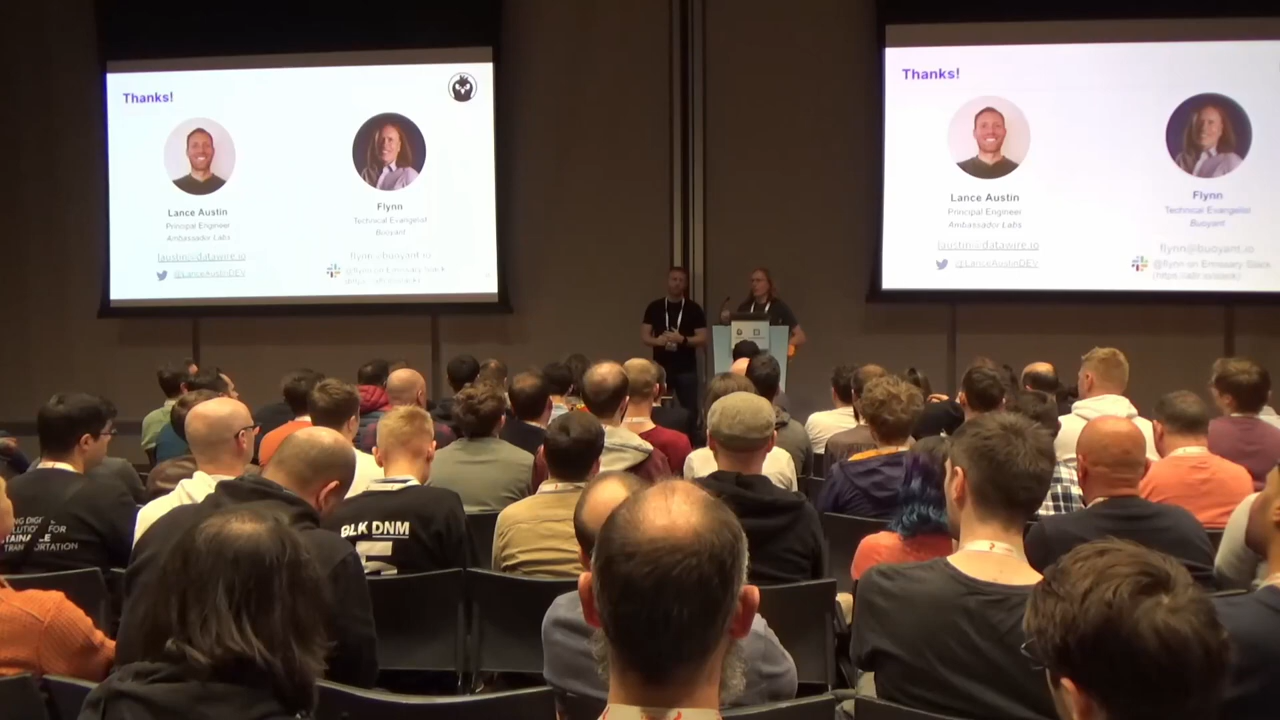 Thanks!
Lance Austin
Principal Engineer
Ambassador Labs
laustin@datawire.io
@LanceAustinDEV
Flynn
Technical Evangelist
Buoyant
flynn@buoyant.io
@flynn on Emissary Slack
Thanks!
Lance Austin
Principal Engineer
Ambassador Labs
laustin@datawire.io
@LanceAustinDEV
Flynn
Technical Evangelist
Buoyant
flynn@buoyant.io
@flynn on Emissary Slack
BLK DNM
FOR
TRANSPORTATION